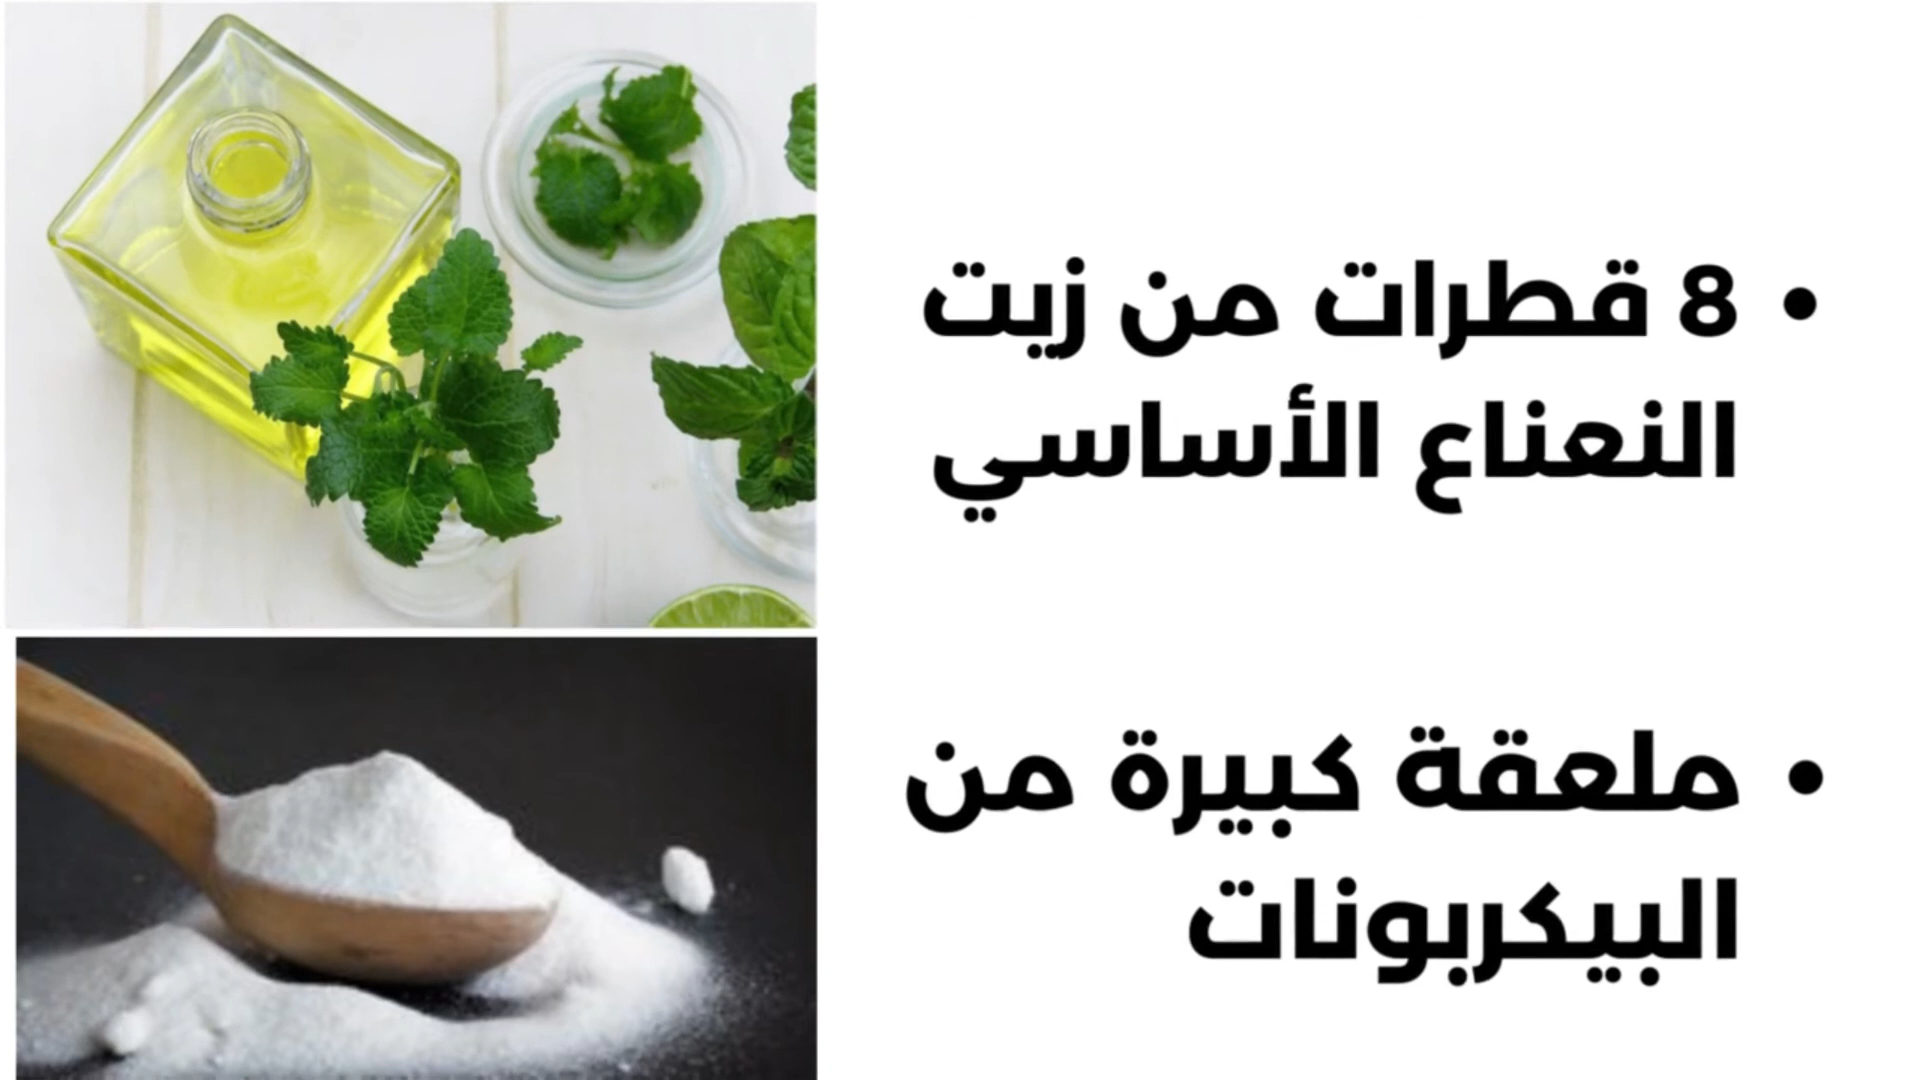 • 8 قطرات من زيت
النعناع الأساسي
• ملعقة كبيرة من
البيكربونات